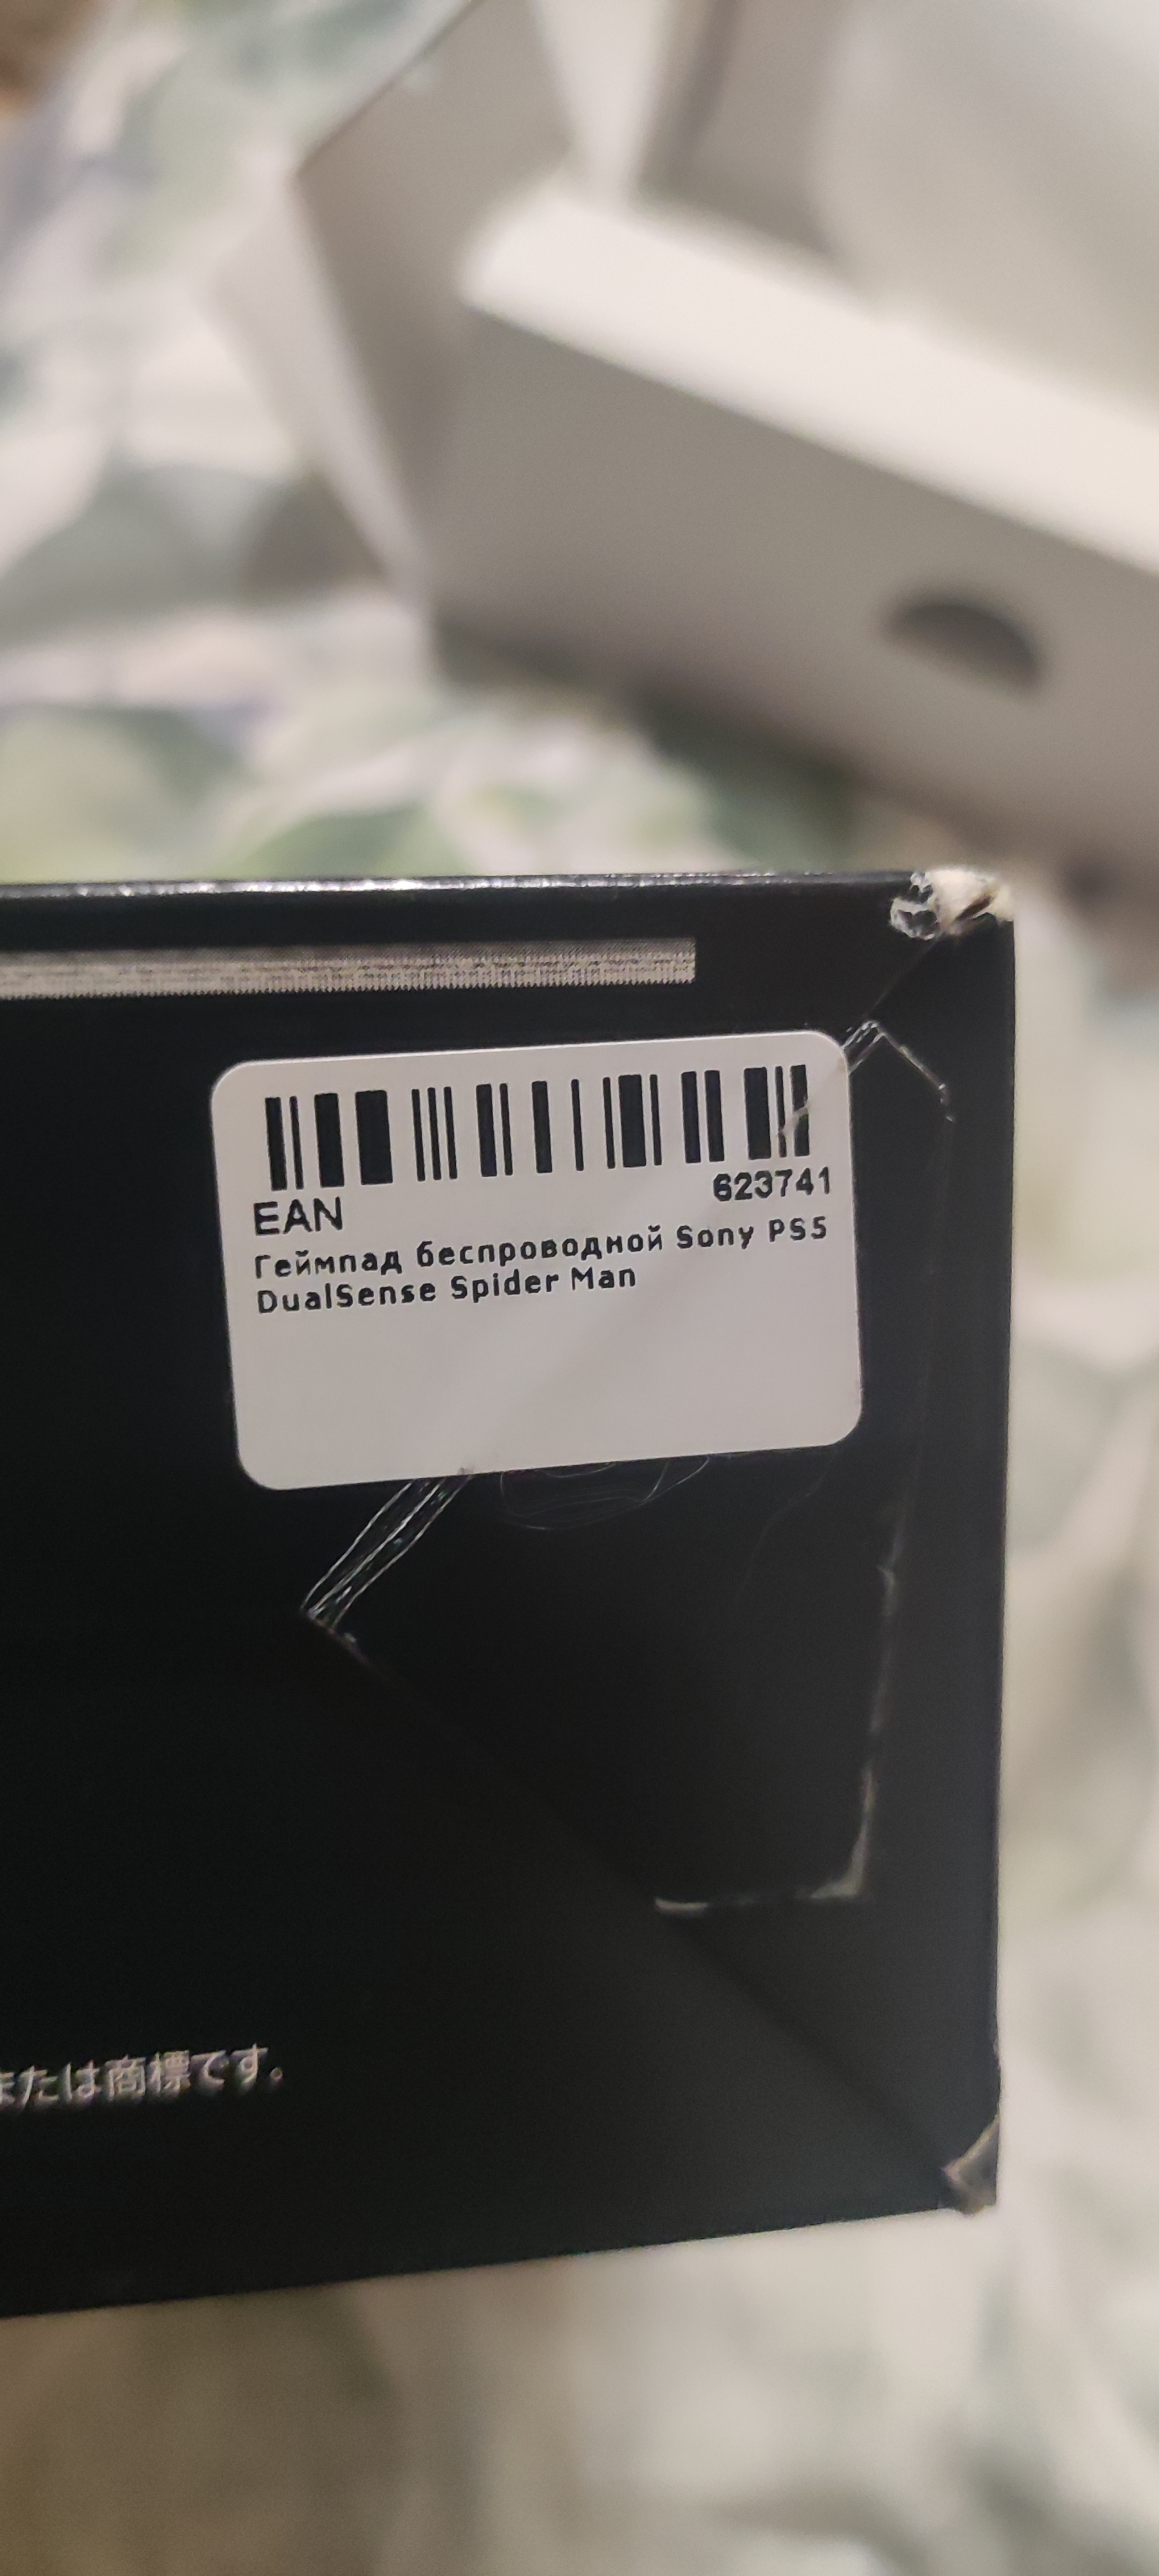 623741
EAN
Геймпад беспроводной Sony PS5
DualSense Spider Man
または商標です。